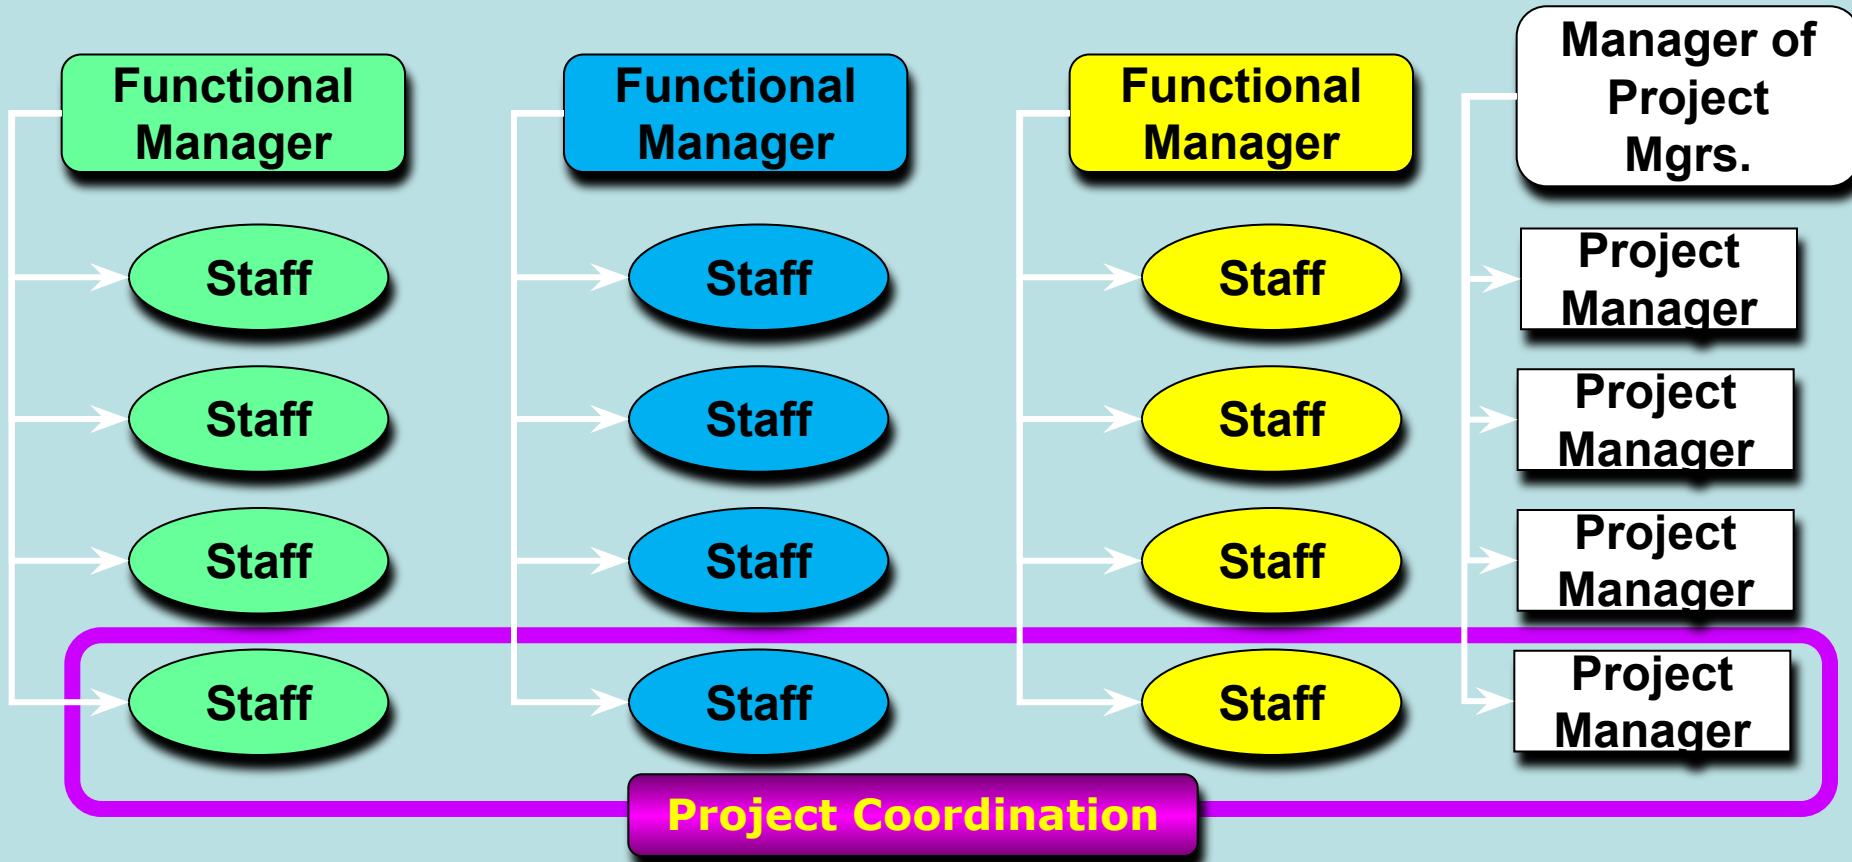 Functional
Manager
Functional
Manager
Functional
Manager
Manager of
Project
Mgrs.
Staff
Staff
Staff
Project
Manager
Staff
Staff
Staff
Project
Manager
Staff
Staff
Staff
Project
Manager
Staff
Staff
Staff
Project
Manager
Project Coordination